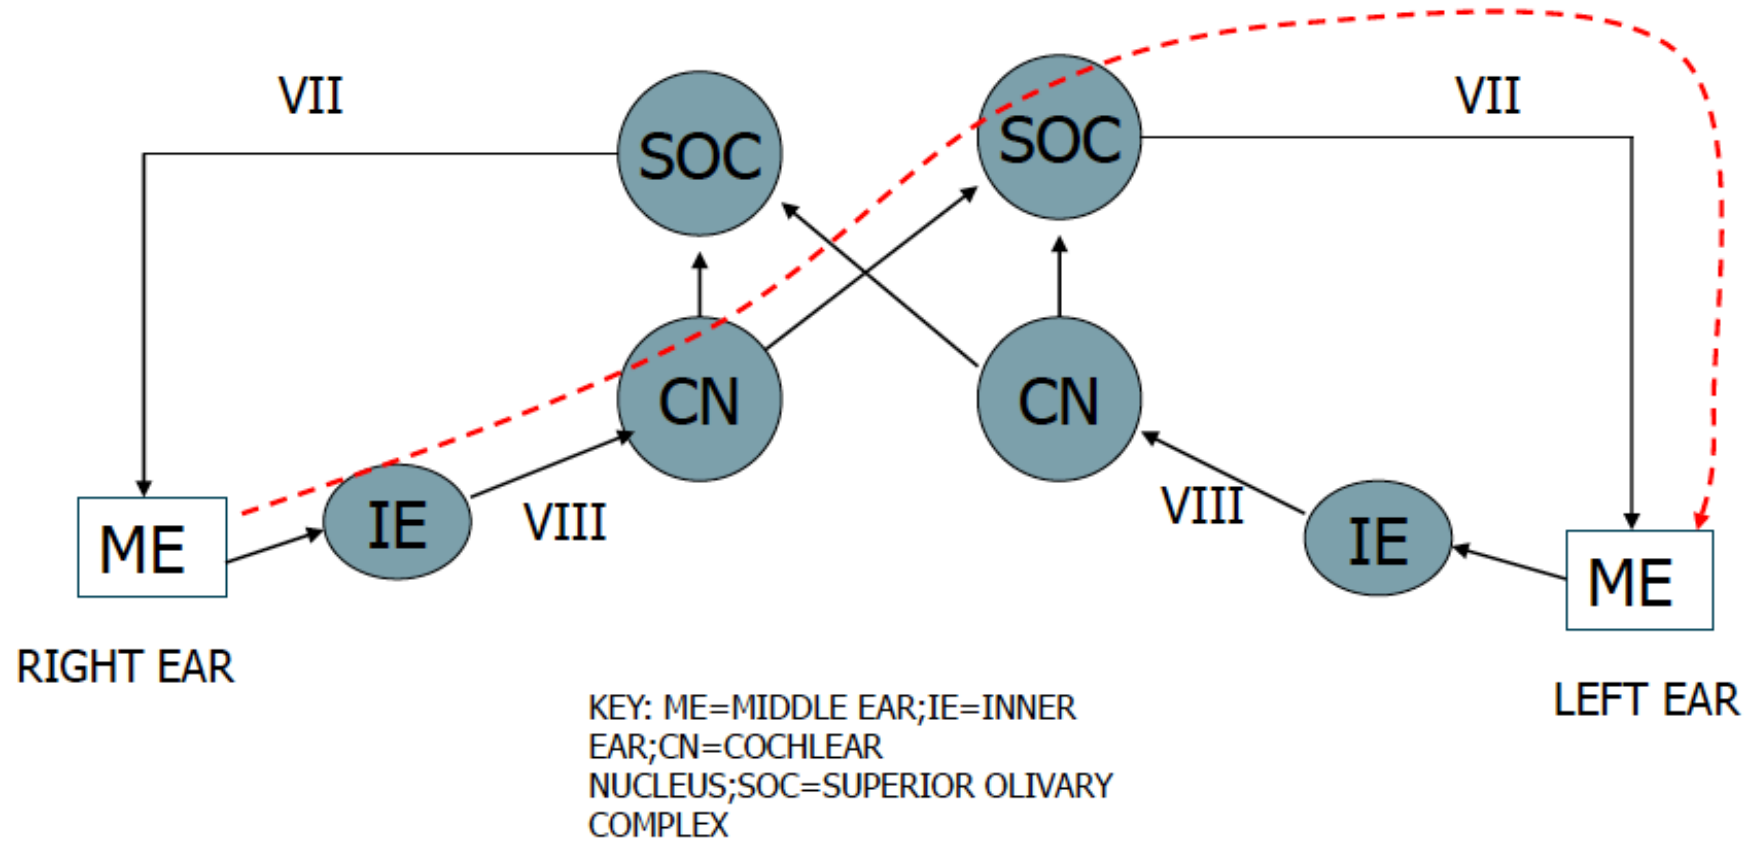 VII
VII
SOC
SOC
CN
CN
IE
VIII
VIII
IE
ME
ME
RIGHT EAR
LEFT EAR
KEY: ME=MIDDLE EAR;IE=INNER
EAR;CN=COCHLEAR
NUCLEUS;SOC=SUPERIOR OLIVARY
COMPLEX